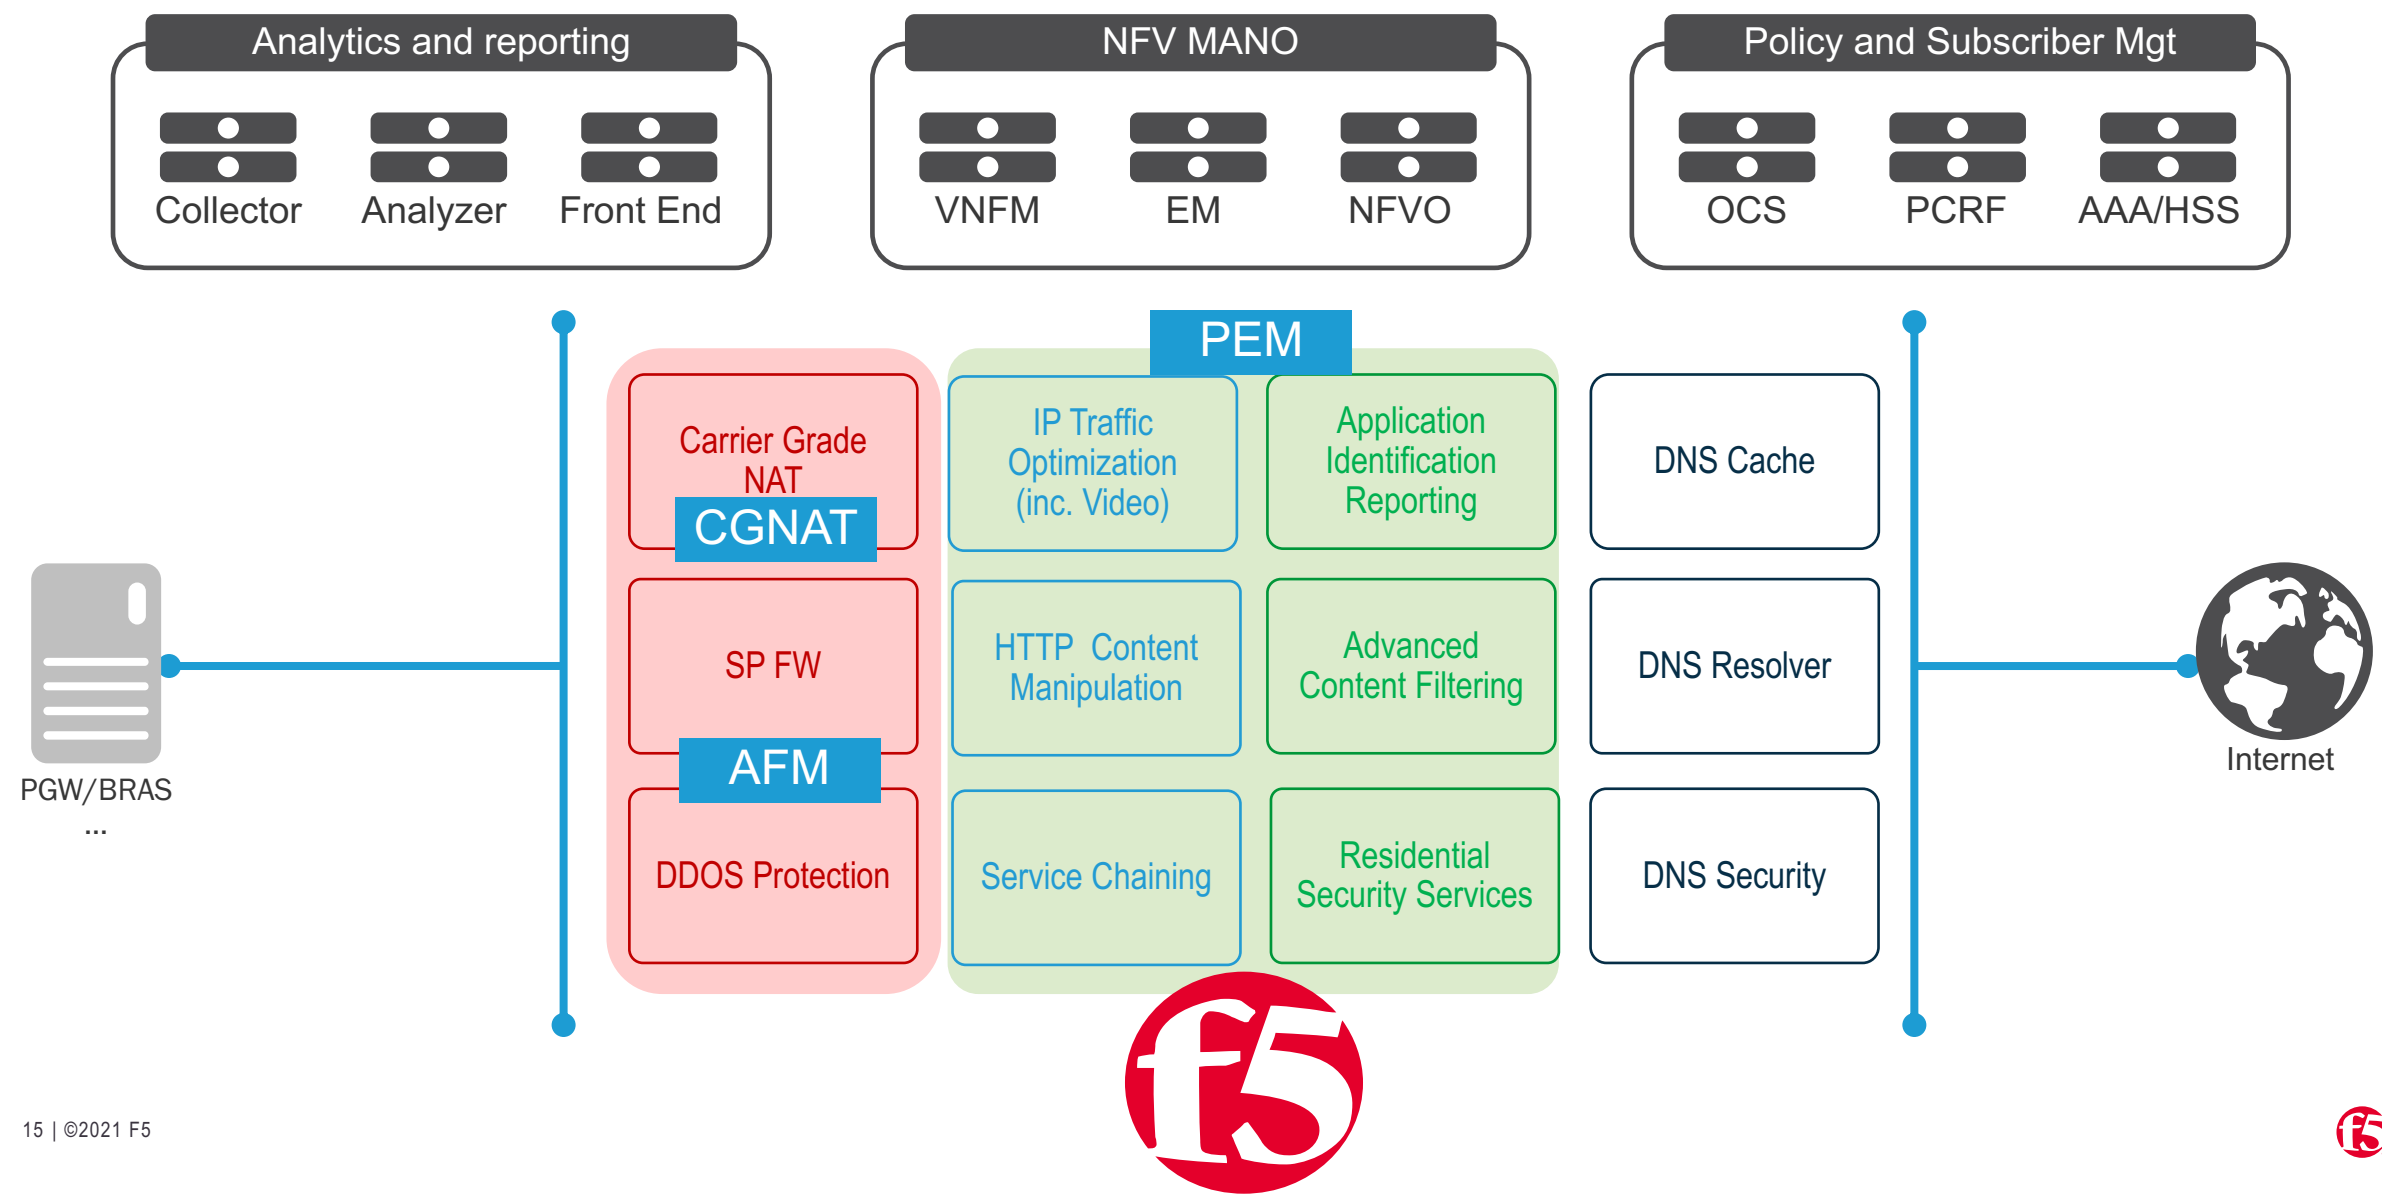 Analytics and reporting
NFV MANO
Policy and Subscriber Mgt
Collector
Analyzer
Front End
VNFM
EM
NFVO
OCS
PCRF
AAA/HSS
PEM
Carrier Grade
NAT
CGNAT
IP Traffic
Optimization
(inc. Video)
Application
Identification
Reporting
DNS Cache
SP FW
HTTP  Content
Manipulation
Advanced
Content Filtering
DNS Resolver
AFM
DDOS Protection
Service Chaining
Residential
Security Services
DNS Security
PGW/BRAS
...
Internet
f5
15 | ©2021 F5
f5